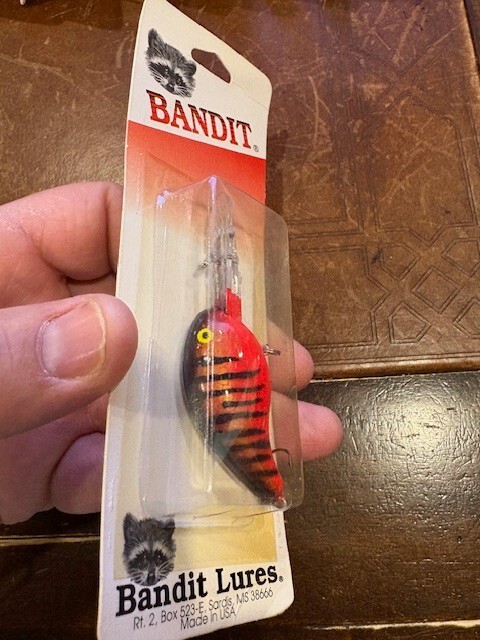 BANDIT®
Bandit Lures®
Rt. 2, Box 523-E, Sardis, MS 38666
Made in USA